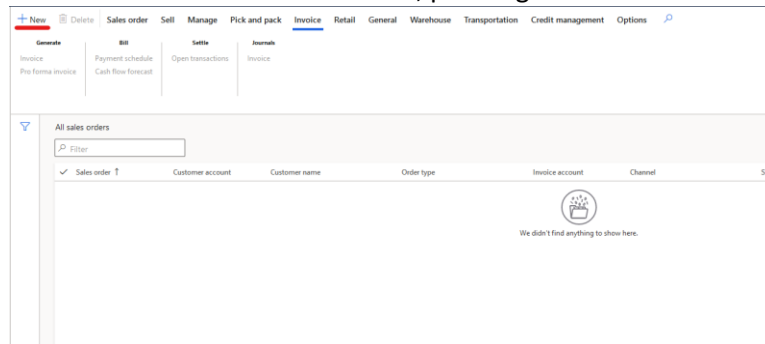 + New Delete Sales order Sell Manage Pick and pack Invoice Retail General Warehouse Transportation Credit management Options
Generate Bill Settle Journals
Invoice Payment schedule Open transactions Invoice
Pro forma invoice Cash flow forecast
All sales orders
Filter
Sales order ↑ Customer account Customer name Order type Invoice account Channel S
We didn't find anything to show here.